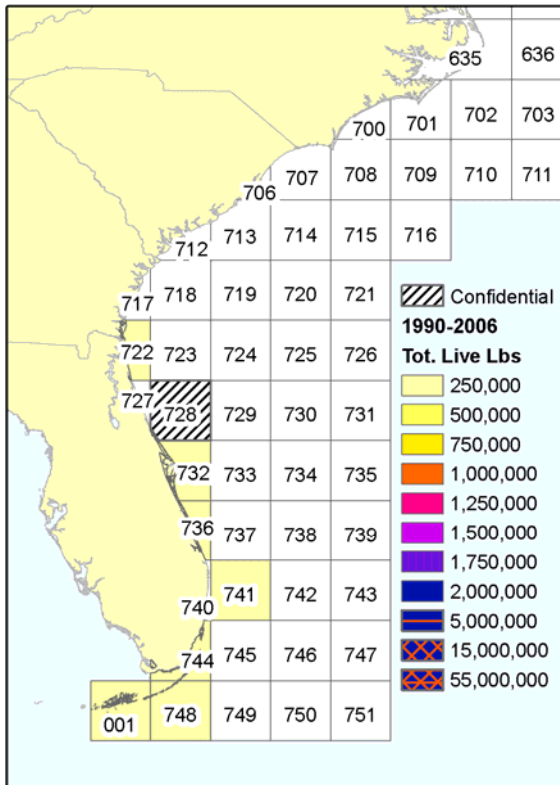 635 636
700 701 702 703
706 707 708 709 710 711
712 713 714 715 716
717 718 719 720 721
722 723 724 725 726
727 728 729 730 731
732 733 734 735
736 737 738 739
740 741 742 743
744 745 746 747
001 748 749 750 751
Confidential
1990-2006
Tot. Live Lbs
250,000
500,000
750,000
1,000,000
1,250,000
1,500,000
1,750,000
2,000,000
5,000,000
15,000,000
55,000,000